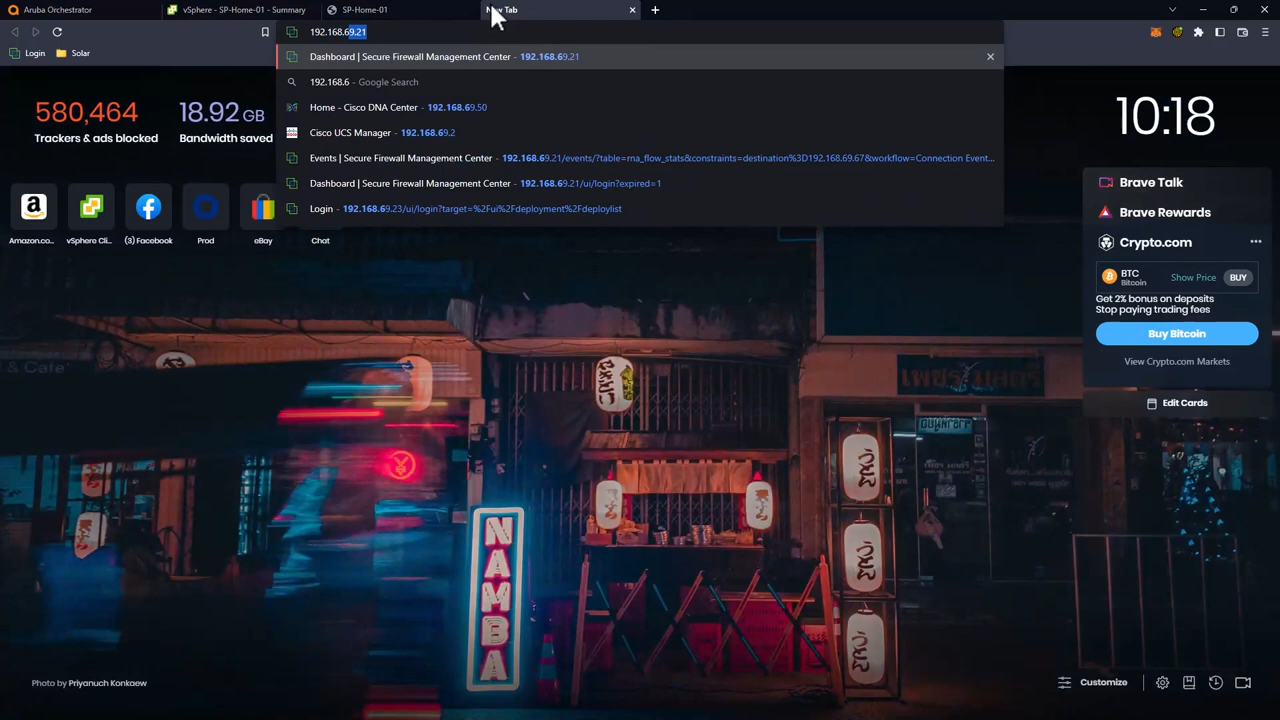 Aruba Orchestrator
vSphere - SP-Home-01 - Summary
SP-Home-01
192.168.69.21
Login
Solar
Dashboard | Secure Firewall Management Center - 192.168.69.21
192.168.6 - Google Search
Home - Cisco DNA Center - 192.168.69.50
Cisco UCS Manager - 192.168.69.2
Events | Secure Firewall Management Center - 192.168.69.21/events/?table=rna_flow_stats&constraints=destination%3D192.168.69.67&workflow=Connection Event...
Dashboard | Secure Firewall Management Center - 192.168.69.21/ui/login?expired=1
Login - 192.168.69.23/ui/login?target=%2Fui%2Fdeployment%2Fdeploylist
580,464
Trackers & ads blocked
18.92GB
Bandwidth saved
10:18
Amazon.co...
vSphere Cli...
(3) Facebook
Prod
eBay
Chat
Brave Talk
Brave Rewards
Crypto.com
BTC
Bitcoin
Show Price
BUY
Get 2% bonus on deposits
Stop paying trading fees
Buy Bitcoin
View Crypto.com Markets
Edit Cards
NAMBA
Photo by Priyanuch Konkaew
Customize